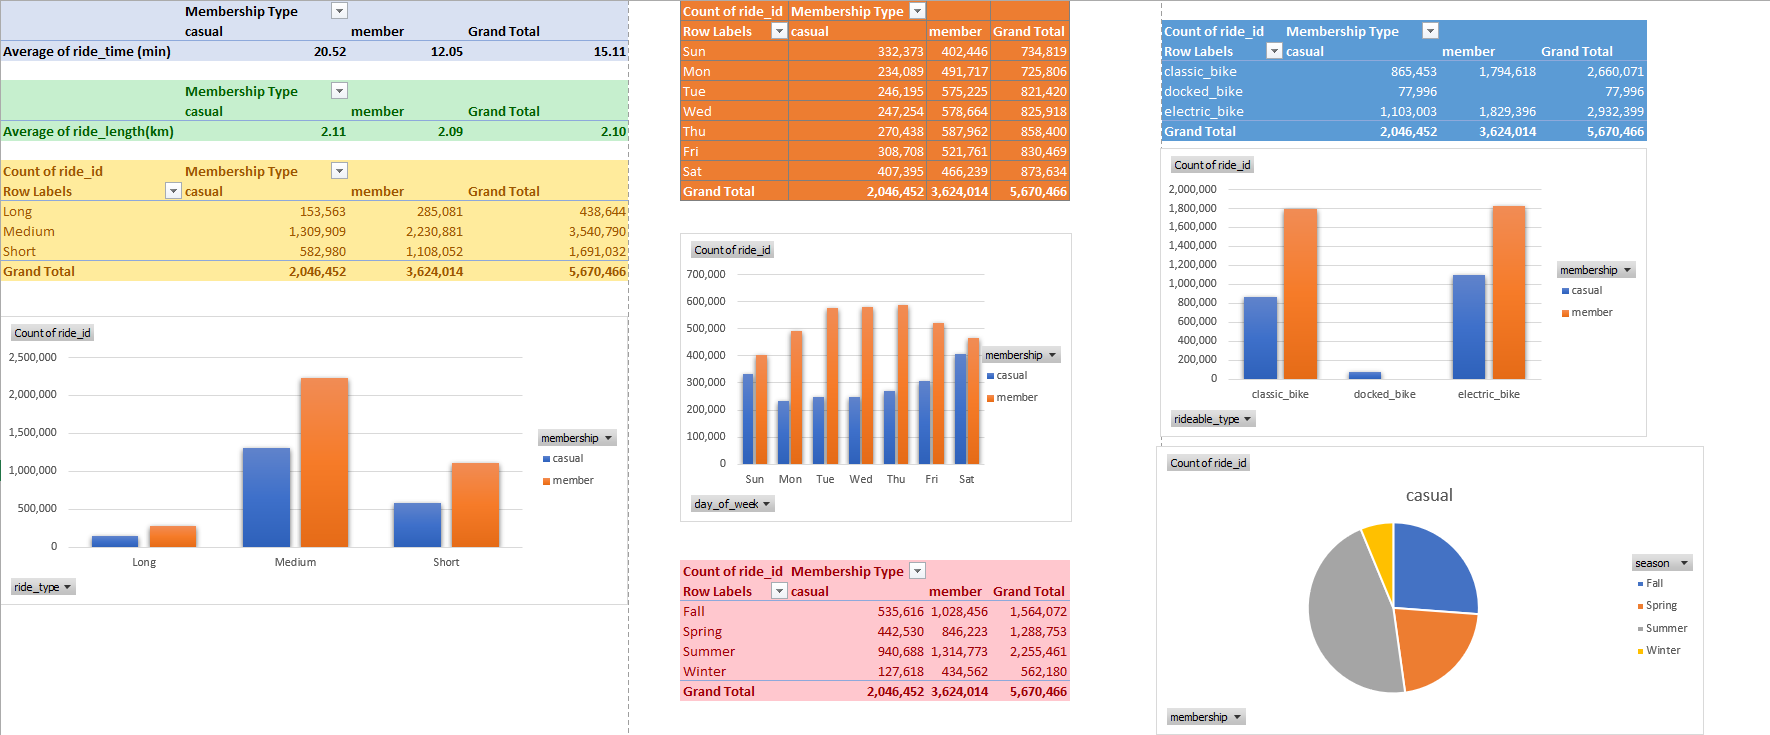 Membership Type
casual member Grand Total
Average of ride_time (min) 20.52 12.05 15.11
Membership Type
casual member Grand Total
Average of ride_length(km) 2.11 2.09 2.10
Count of ride_id Membership Type
Row Labels casual member Grand Total
Long 153,563 285,081 438,644
Medium 1,309,909 2,230,881 3,540,790
Short 582,980 1,108,052 1,691,032
Grand Total 2,046,452 3,624,014 5,670,466
Count of ride_id
2,500,000
2,000,000
1,500,000
1,000,000
500,000
0
Long Medium Short
membership
casual
member
ride_type
Count of ride_id Membership Type
Row Labels casual member Grand Total
Sun 332,373 402,446 734,819
Mon 234,089 491,717 725,806
Tue 246,195 575,225 821,420
Wed 247,254 578,664 825,918
Thu 270,438 587,962 858,400
Fri 308,708 521,761 830,469
Sat 407,395 466,239 873,634
Grand Total 2,046,452 3,624,014 5,670,466
Count of ride_id
700,000
600,000
500,000
400,000
300,000
200,000
100,000
0
Sun Mon Tue Wed Thu Fri Sat
membership
casual
member
day_of_week
Count of ride_id Membership Type
Row Labels casual member Grand Total
Fall 535,616 1,028,456 1,564,072
Spring 442,530 846,223 1,288,753
Summer 940,688 1,314,773 2,255,461
Winter 127,618 434,562 562,180
Grand Total 2,046,452 3,624,014 5,670,466
Count of ride_id Membership Type
Row Labels casual member Grand Total
classic_bike 865,453 1,794,618 2,660,071
docked_bike 77,996 77,996
electric_bike 1,103,003 1,829,396 2,932,399
Grand Total 2,046,452 3,624,014 5,670,466
Count of ride_id
2,000,000
1,800,000
1,600,000
1,400,000
1,200,000
1,000,000
800,000
600,000
400,000
200,000
0
classic_bike docked_bike electric_bike
membership
casual
member
rideable_type
Count of ride_id
casual
season
Fall
Spring
Summer
Winter
membership